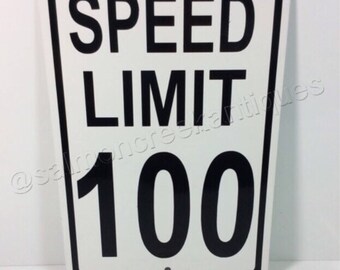 SPEED
LIMIT
100
@salmoncreekantiques